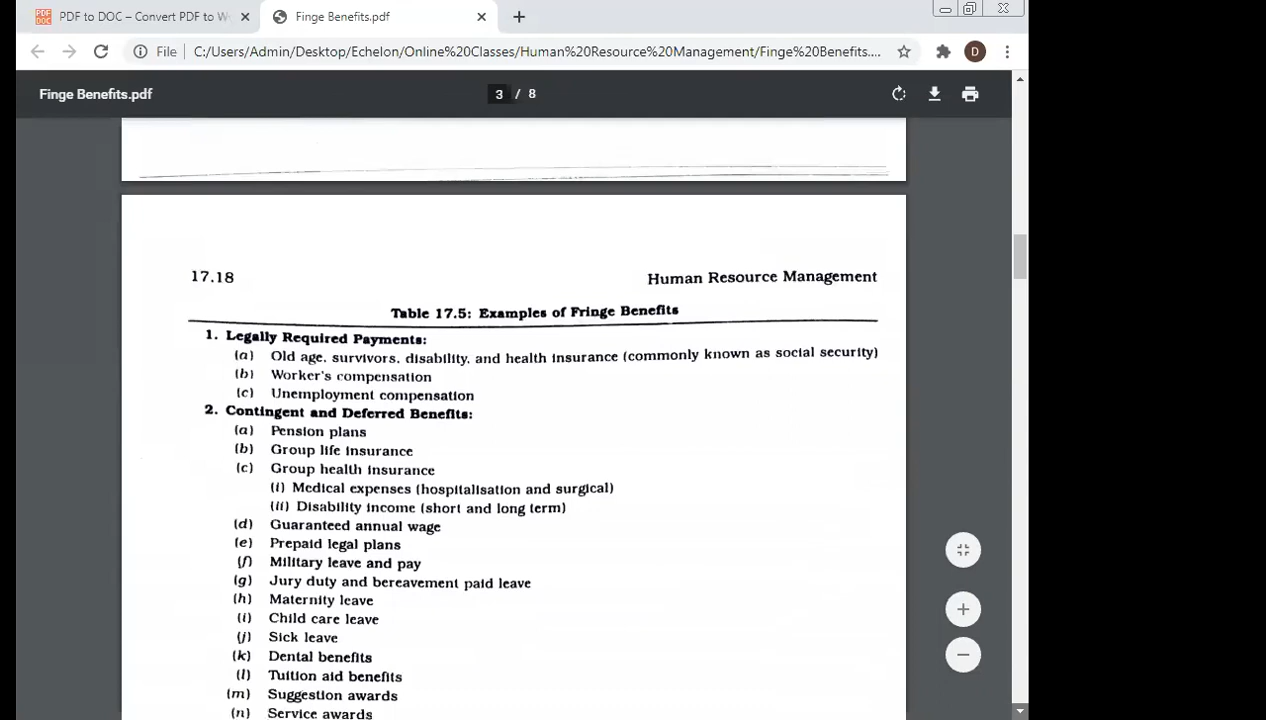 PDF to DOC – Convert PDF to W
Finge Benefits.pdf
File C:/Users/Admin/Desktop/Echelon/Online%20Classes/Human%20Resource%20Management/Finge%20Benefits....
D
Finge Benefits.pdf
3 / 8
17.18 Human Resource Management
Table 17.5: Examples of Fringe Benefits
1. Legally Required Payments:
(a) Old age, survivors, disability, and health insurance (commonly known as social security)
(b) Worker's compensation
(c) Unemployment compensation
2. Contingent and Deferred Benefits:
(a) Pension plans
(b) Group life insurance
(c) Group health insurance
(i) Medical expenses (hospitalisation and surgical)
(ii) Disability income (short and long term)
(d) Guaranteed annual wage
(e) Prepaid legal plans
(f) Military leave and pay
(g) Jury duty and bereavement paid leave
(h) Maternity leave
(i) Child care leave
(j) Sick leave
(k) Dental benefits
(l) Tuition aid benefits
(m) Suggestion awards
(n) Service awards